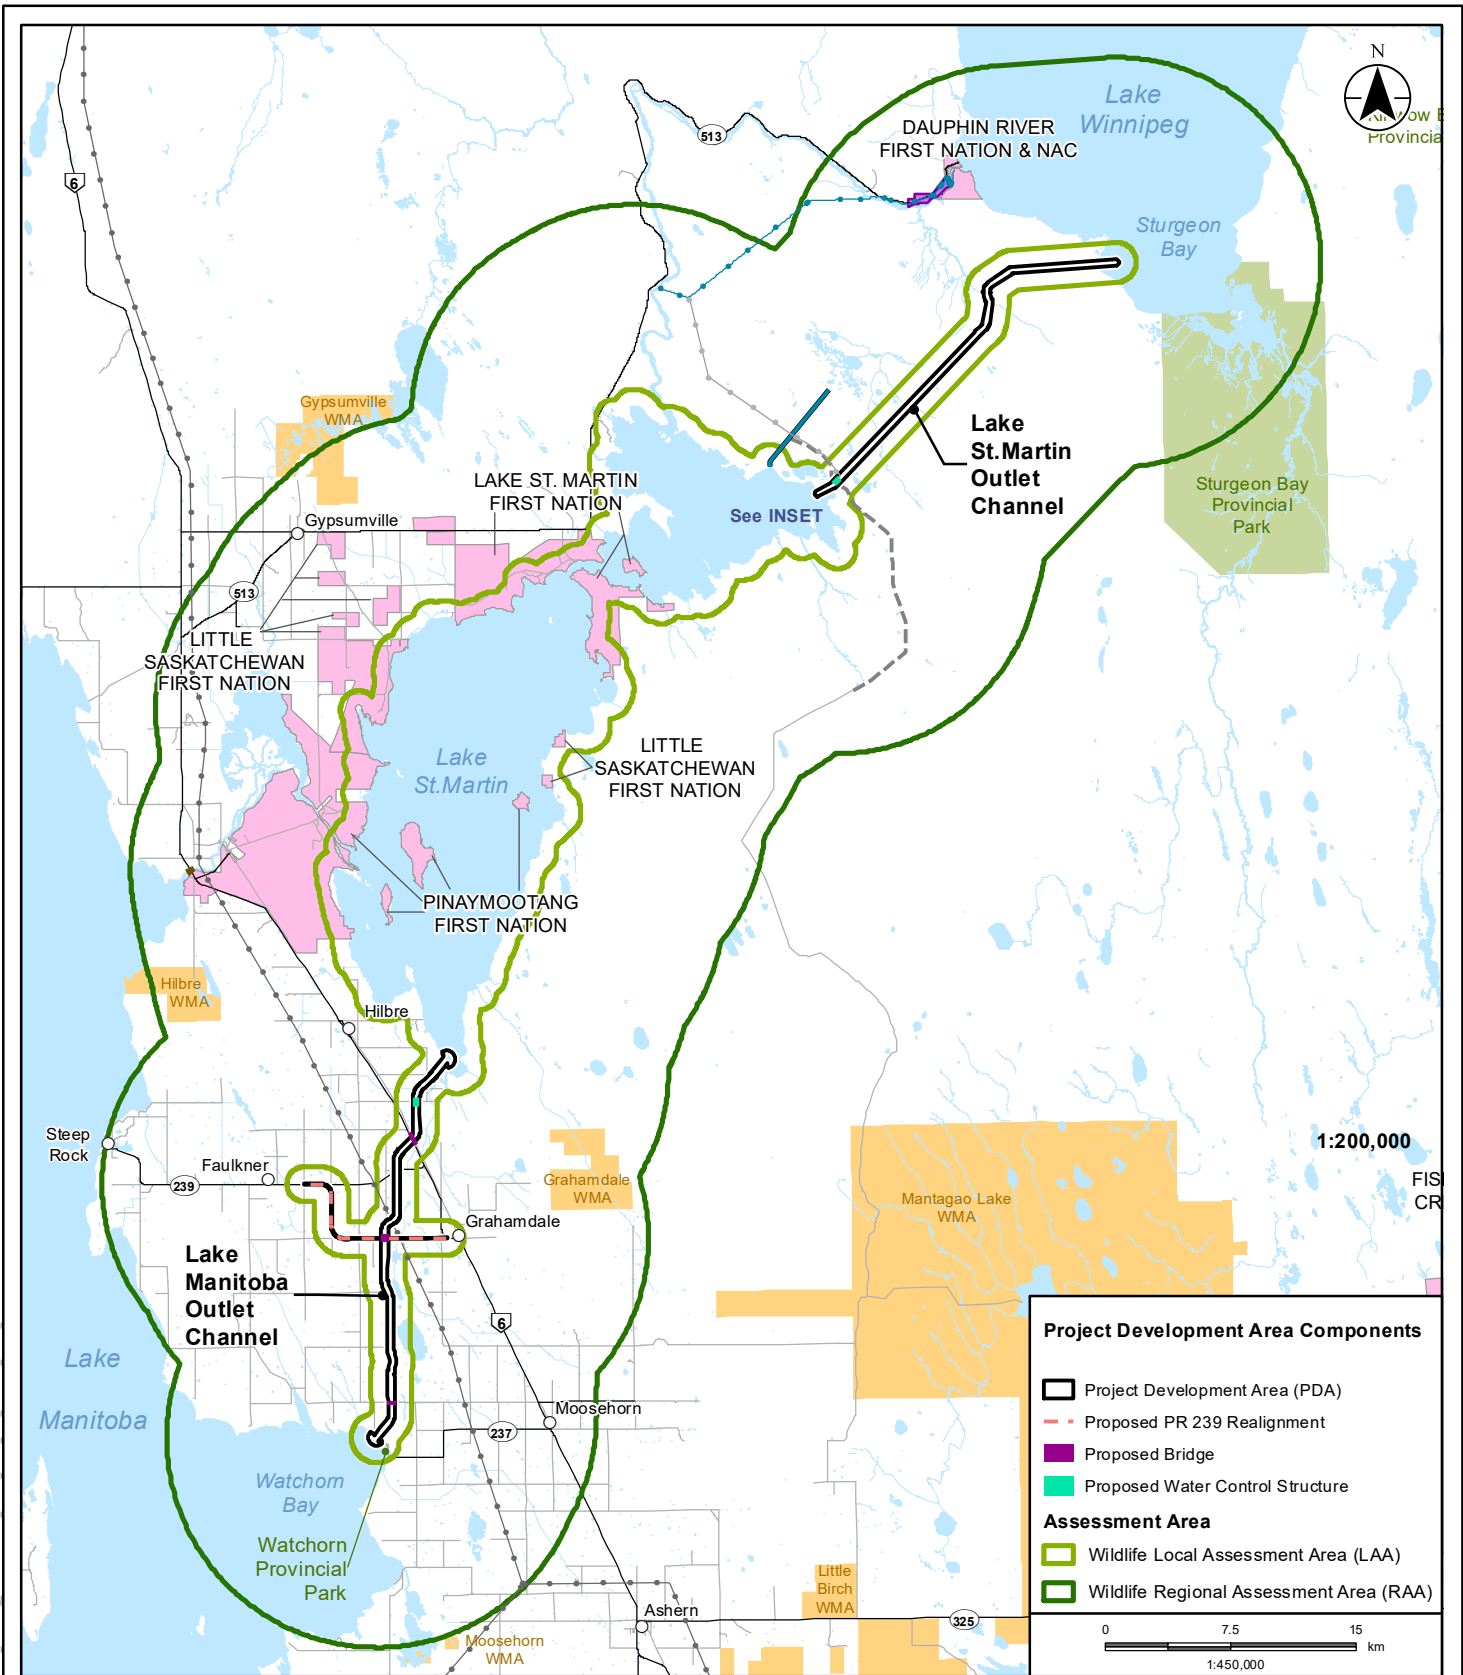 N
Lake
Winnipeg
Provincia
DAUPHIN RIVER
FIRST NATION & NAC
513
6
Sturgeon
Bay
Gypsumville
WMA
Lake
St.Martin
Outlet
Channel
LAKE ST. MARTIN
FIRST NATION
See INSET
Sturgeon Bay
Provincial
Park
Gypsumville
513
LITTLE
SASKATCHEWAN
FIRST NATION
Lake
St.Martin
LITTLE
SASKATCHEWAN
FIRST NATION
PINAYMOOTANG
FIRST NATION
Hilbre
WMA
Hilbre
Steep
Rock
Faulkner
239
Grahamdale
WMA
Mantagao Lake
WMA
1:200,000
FIS
CR
Grahamdale
Lake
Manitoba
Outlet
Channel
6
Lake
Manitoba
Moosehorn
237
Watchorn
Bay
Watchorn
Provincial
Park
Little
Birch
WMA
Ashern
325
Moosehorn
WMA
Project Development Area Components
Project Development Area (PDA)
Proposed PR 239 Realignment
Proposed Bridge
Proposed Water Control Structure
Assessment Area
Wildlife Local Assessment Area (LAA)
Wildlife Regional Assessment Area (RAA)
0 7.5 15
km
1:450,000